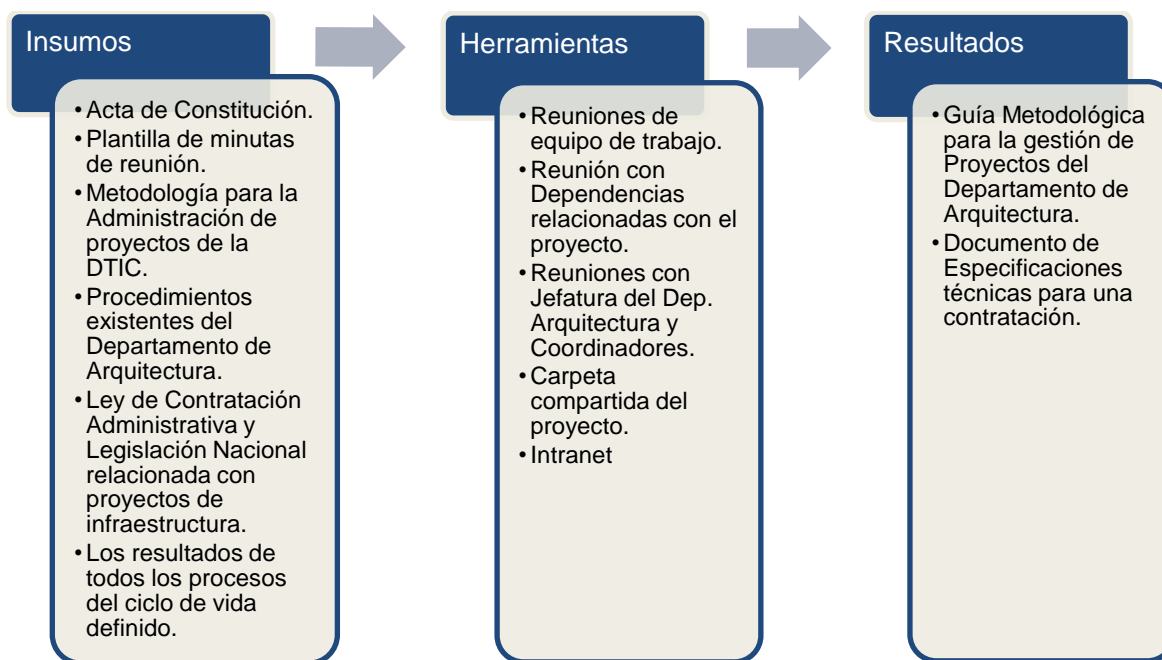 Insumos
• Acta de Constitución.
• Plantilla de minutas
de reunión.
• Metodología para la
Administración de
proyectos de la
DTIC.
• Procedimientos
existentes del
Departamento de
Arquitectura.
• Ley de Contratación
Administrativa y
Legislación Nacional
relacionada con
proyectos de
infraestructura.
• Los resultados de
todos los procesos
del ciclo de vida
definido.
Herramientas
• Reuniones de
equipo de trabajo.
• Reunión con
Dependencias
relacionadas con el
proyecto.
• Reuniones con
Jefatura del Dep.
Arquitectura y
Coordinadores.
• Carpeta
compartida del
proyecto.
• Intranet
Resultados
• Guía Metodológica
para la gestión de
Proyectos del
Departamento de
Arquitectura.
• Documento de
Especificaciones
técnicas para una
contratación.